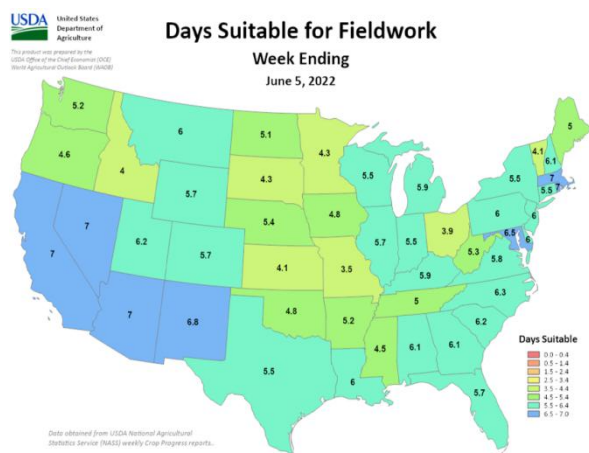 USDA
United States
Department of
Agriculture
This product was prepared by the
USDA Office of the Chief Economist (OCE)
World Agricultural Outlook Board (WAOB)
Days Suitable for Fieldwork
Week Ending
June 5, 2022
5.2
4.6
4
6
5.1
4.3
4.3
5.7
5.4
4.8
5.5
5.9
5
4.1
6.1
5.5
7
5.5
7
7
7
6.2
5.7
4.1
3.5
5.7
5.5
3.9
6
6
6.5
6
5.3
5.8
5.9
6.3
7
6.8
4.8
5.2
5
6.2
5.5
6
4.5
6.1
6.1
5.7
Days Suitable
0.0 - 0.4
0.5 - 1.4
1.5 - 2.4
2.5 - 3.4
3.5 - 4.4
4.5 - 5.4
5.5 - 6.4
6.5 - 7.0
Data obtained from USDA National Agricultural
Statistics Service (NASS) weekly Crop Progress reports..